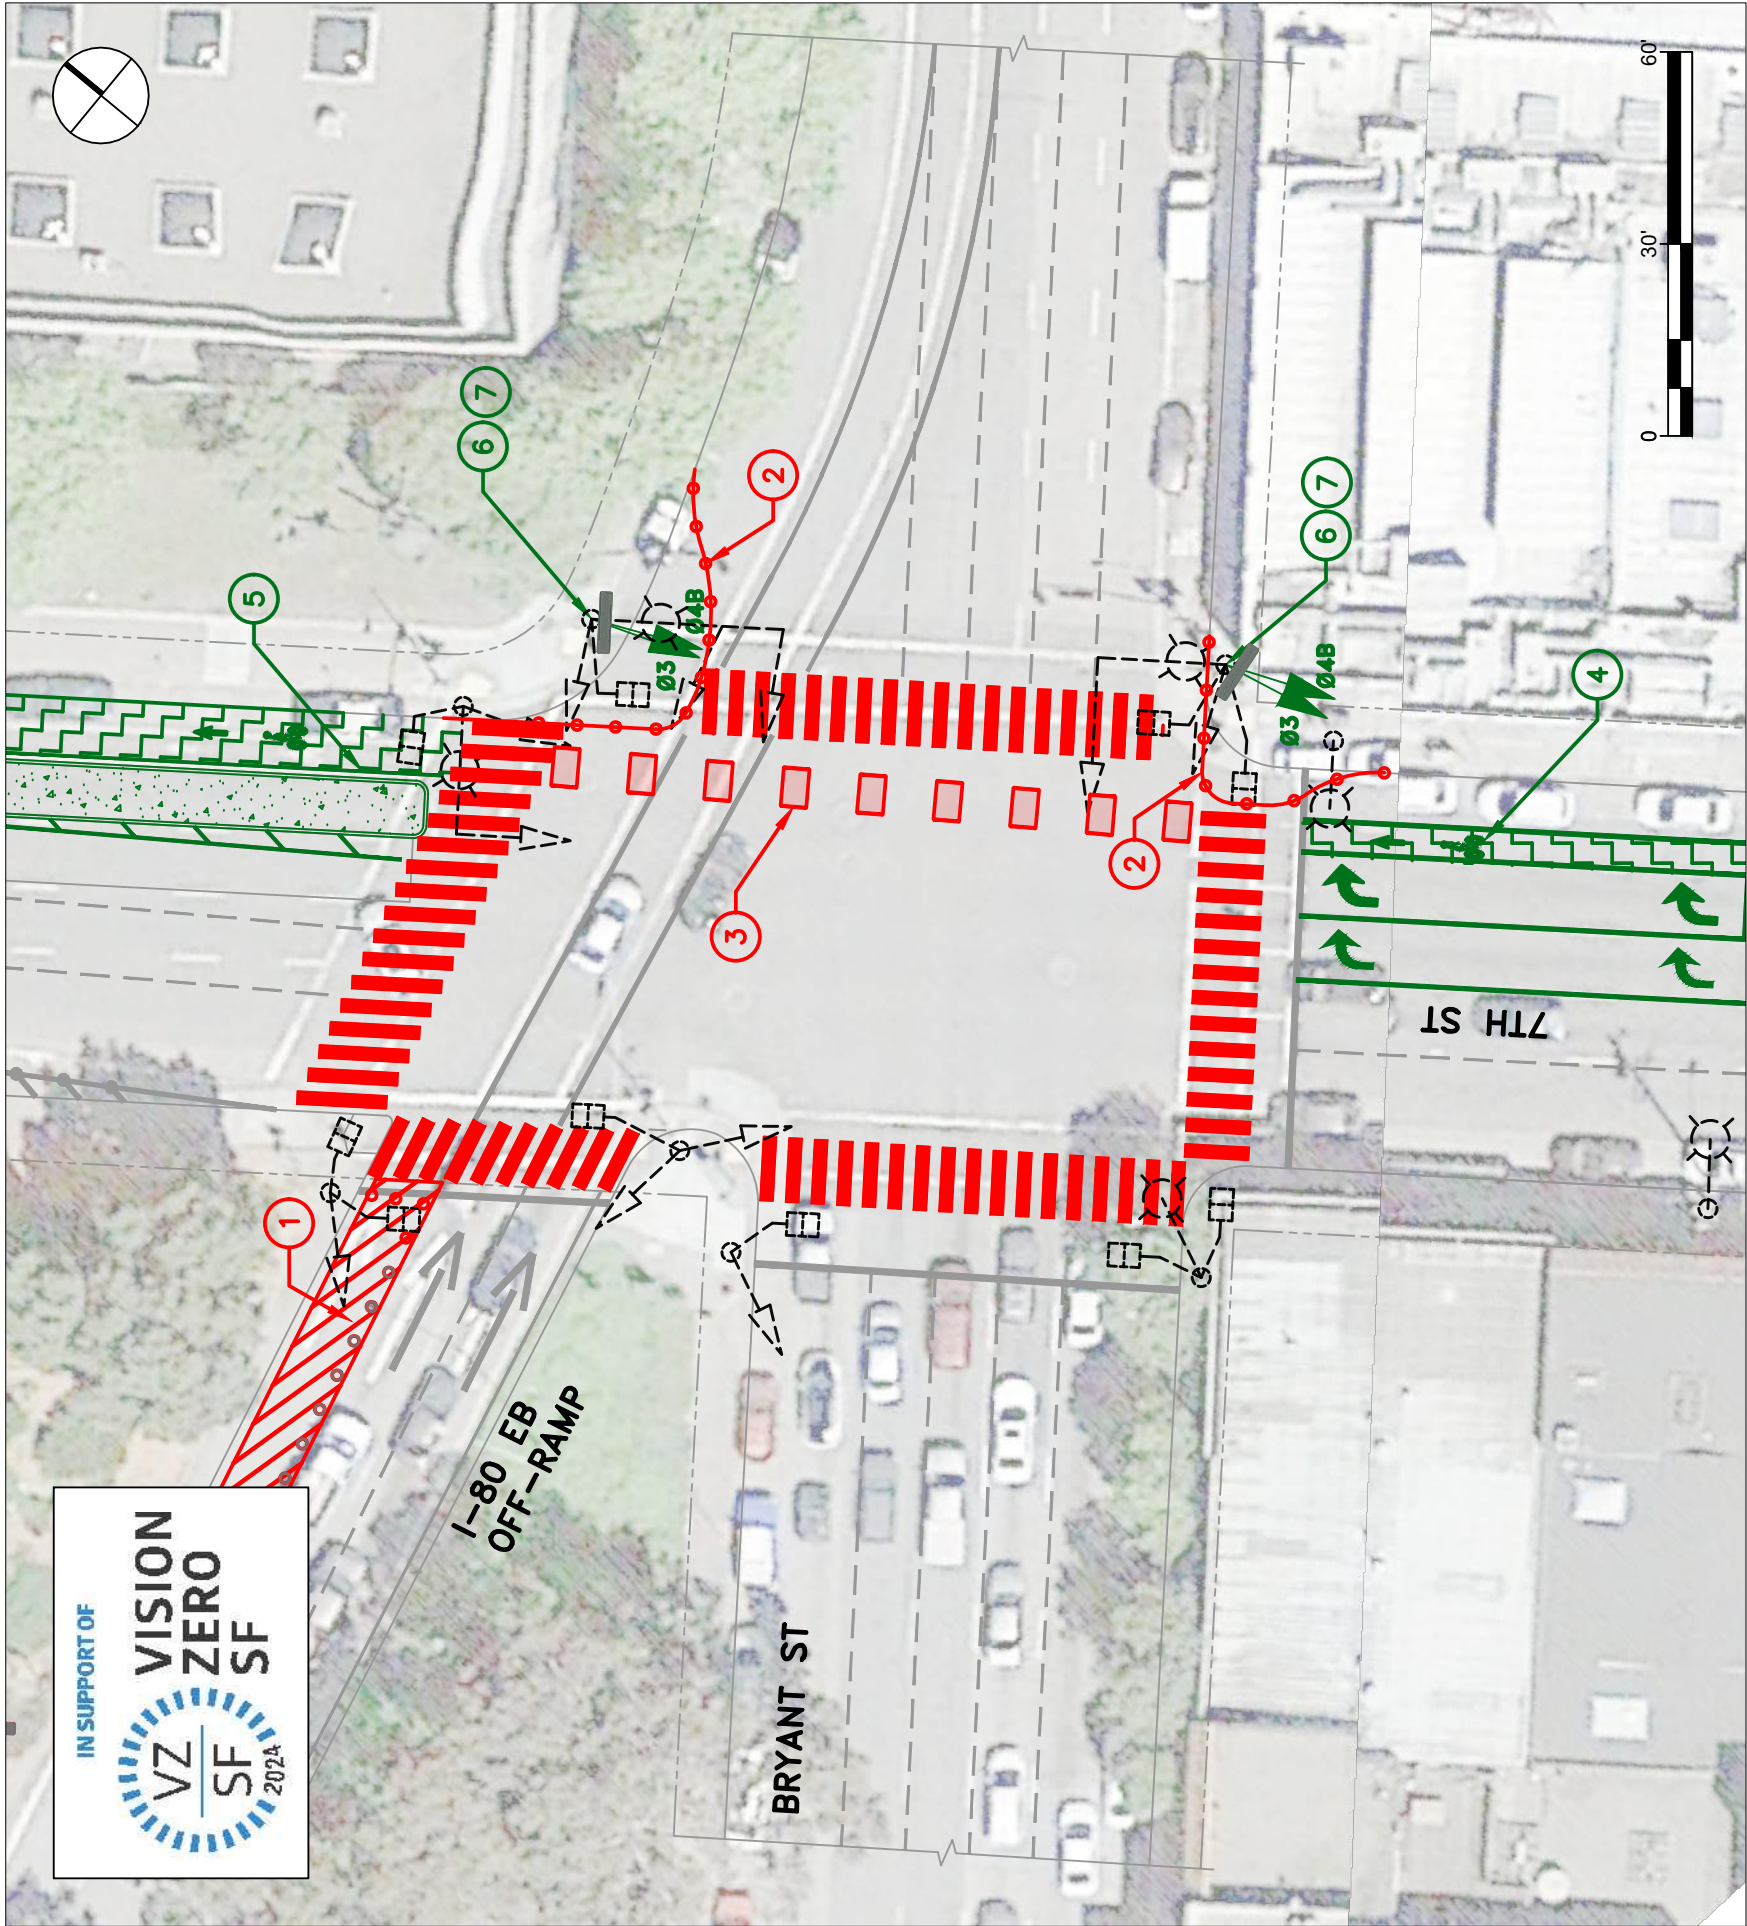 IN SUPPORT OF
VZ
SF
2024
VISION
ZERO
SF
1
I-80 EB
OFF-RAMP
BRYANT ST
7TH ST
5
6
7
Ø3
Ø4B
2
3
2
6
7
Ø3
Ø4B
4
0
30'
60'